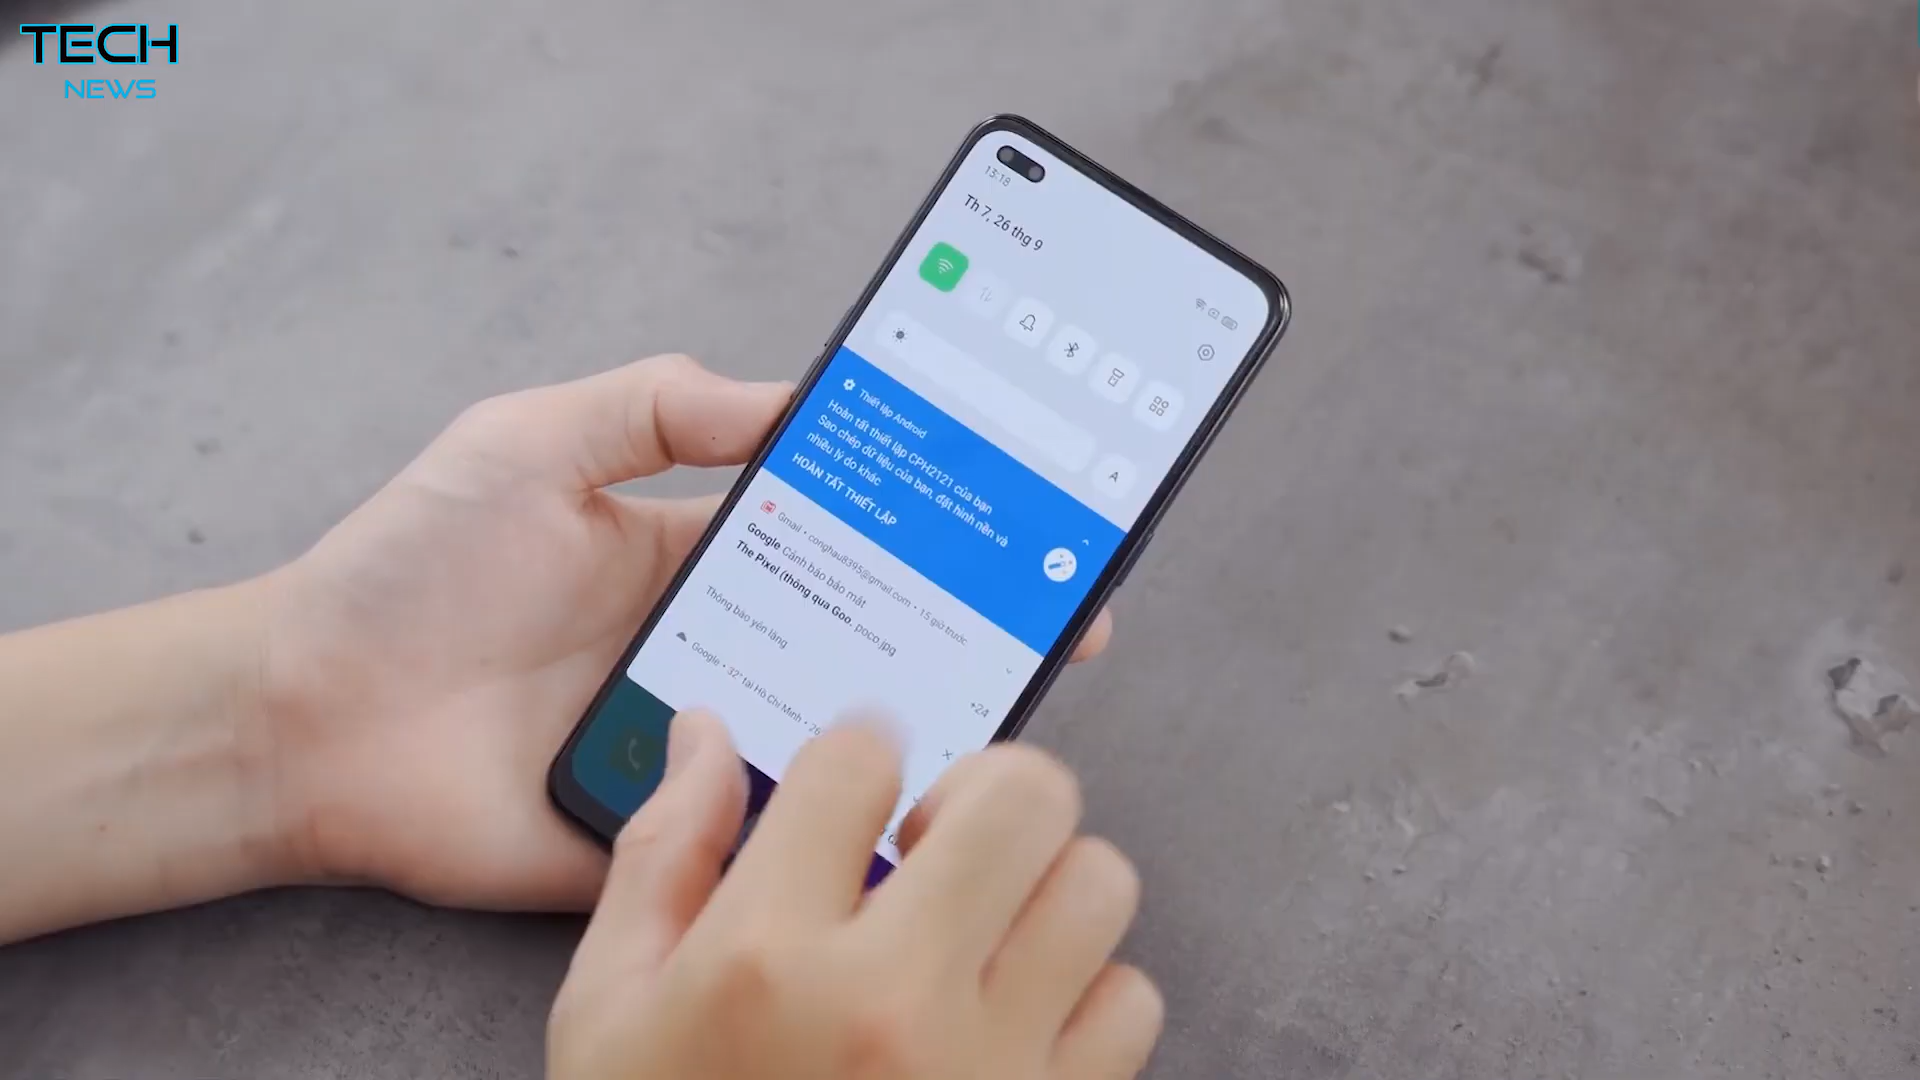 TECH
NEWS
13:18
Th 7, 26 thg 9
A
Thiết lập Android
Hoàn tất thiết lập CPH2121 của bạn
Sao chép dữ liệu của bạn, đặt hình nền và
nhiều lý do khác
HOÀN TẤT THIẾT LẬP
Gmail • conghau8395@gmail.com • 15 giờ trước
Google Cảnh báo bảo mật
The Pixel (thông qua Goo. poco.jpg
+24
Thông báo yên lặng
Google • 32° tại Hồ Chí Minh • 26